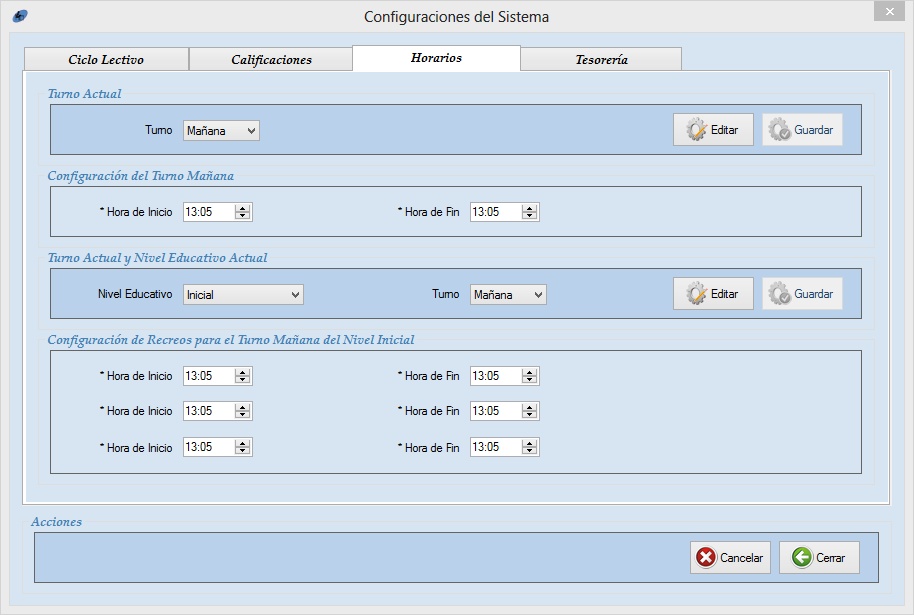 Configuraciones del Sistema
Ciclo Lectivo Calificaciones Horarios Tesorería
Turno Actual
Turno Mañana Editar Guardar
Configuración del Turno Mañana
* Hora de Inicio 13:05 * Hora de Fin 13:05
Turno Actual y Nivel Educativo Actual
Nivel Educativo Inicial Turno Mañana Editar Guardar
Configuración de Recreos para el Turno Mañana del Nivel Inicial
* Hora de Inicio 13:05 * Hora de Fin 13:05
* Hora de Inicio 13:05 * Hora de Fin 13:05
* Hora de Inicio 13:05 * Hora de Fin 13:05
Acciones
Cancelar Cerrar